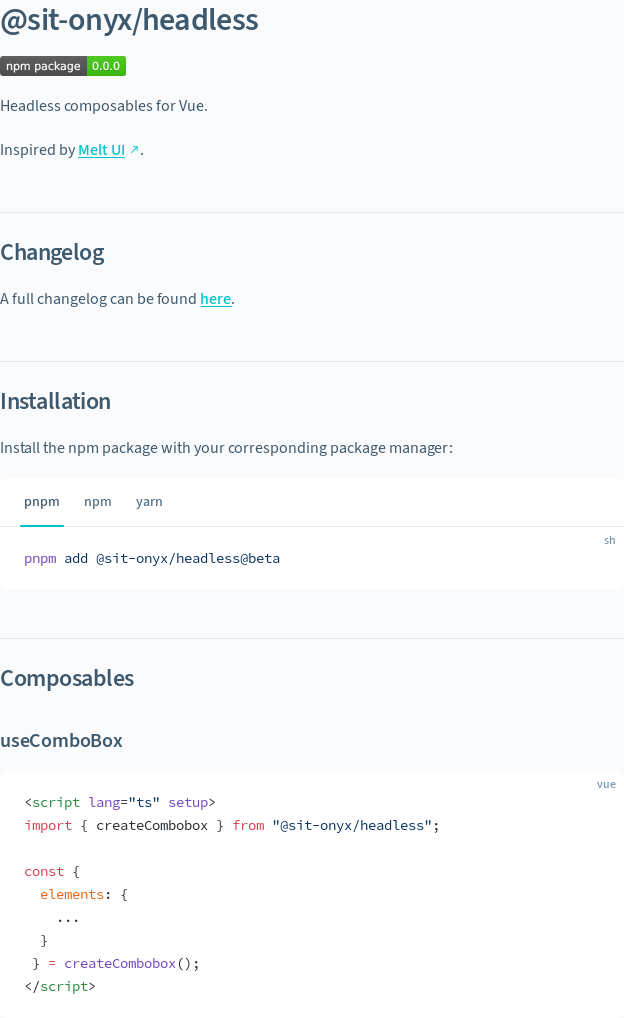 @sit-onyx/headless
npm package 0.0.0
Headless composables for Vue.
Inspired by Melt UI ↗.
Changelog
A full changelog can be found here.
Installation
Install the npm package with your corresponding package manager:
pnpm npm yarn
sh
pnpm add @sit-onyx/headless@beta
Composables
useComboBox
vue
<script lang="ts" setup>
import { createCombobox } from "@sit-onyx/headless";
const {
  elements: {
    ...
  }
 } = createCombobox();
</script>